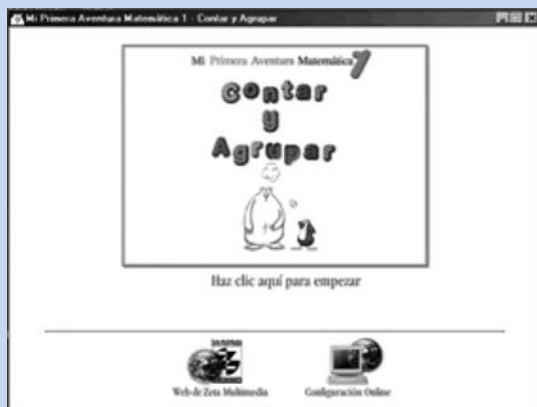 Mi Primera Aventura Matemática 1 - Contar y Agrupar
Mi Primera Aventura Matemática 1
Contar
y
Agrupar
Haz clic aquí para empezar
Web de Zeta Multimedia
Configuración Online